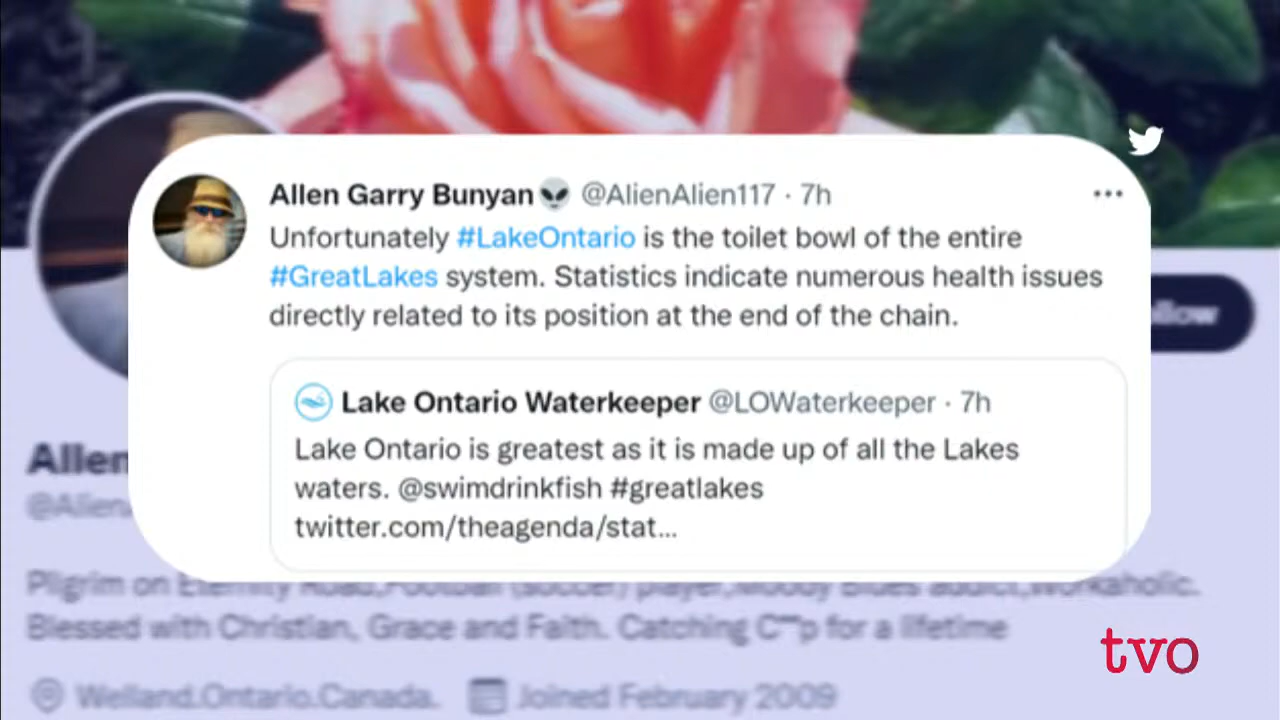 Allen Garry Bunyan👽 @AlienAlien117 · 7h
Unfortunately #LakeOntario is the toilet bowl of the entire
#GreatLakes system. Statistics indicate numerous health issues
directly related to its position at the end of the chain.
Lake Ontario Waterkeeper @LOWaterkeeper · 7h
Lake Ontario is greatest as it is made up of all the Lakes
waters. @swimdrinkfish #greatlakes
twitter.com/theagenda/stat...
Allen
@Alien
Pilgrim on Eternity Road,Football (soccer) player,Moody Blues addict,Workaholic.
Blessed with Christian, Grace and Faith. Catching C**p for a lifetime
Welland.Ontario.Canada. Joined February 2009
tvo